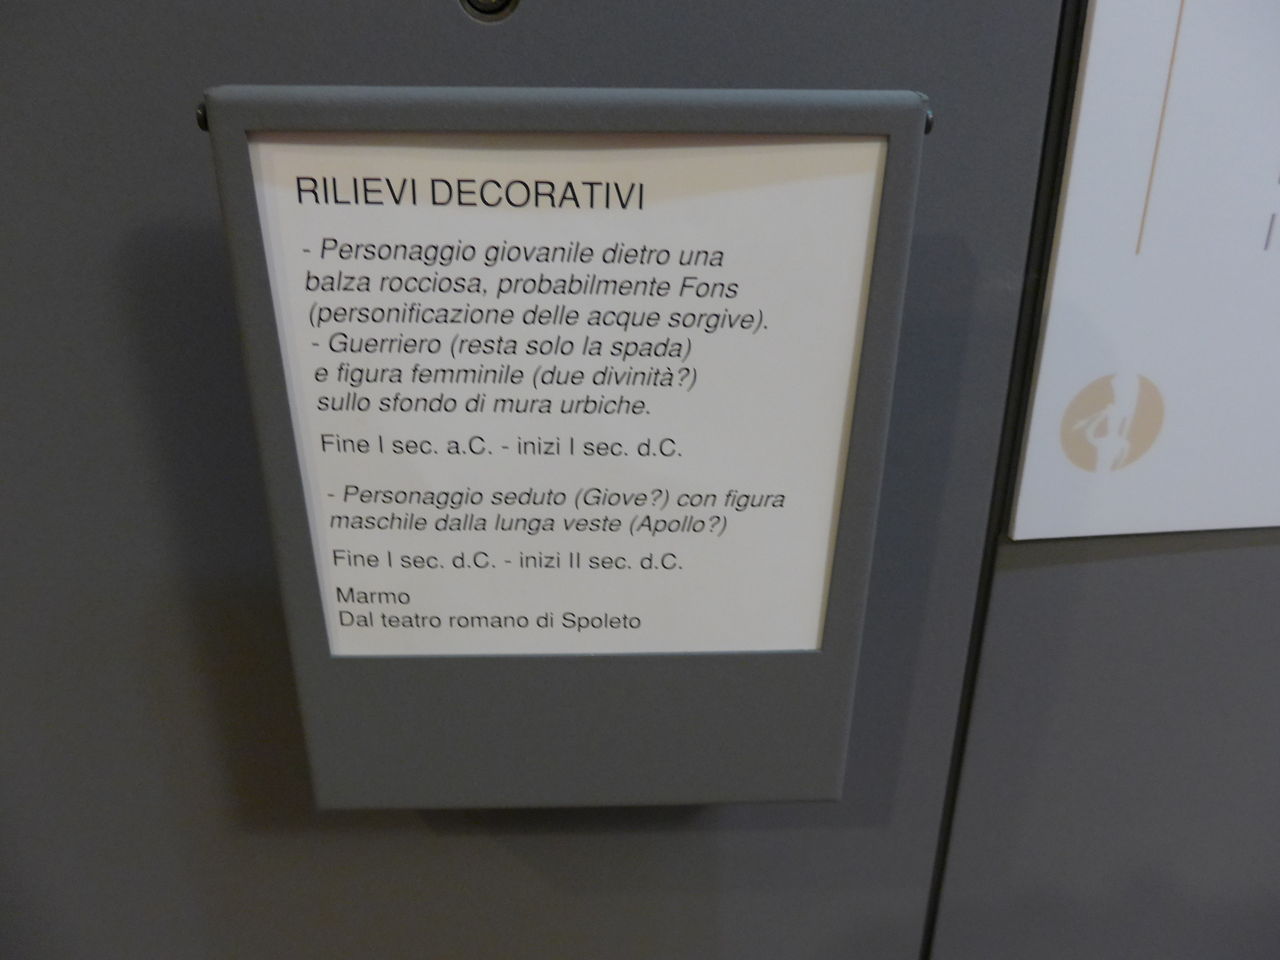 RILIEVI DECORATIVI
- Personaggio giovanile dietro una
balza rocciosa, probabilmente Fons
(personificazione delle acque sorgive).
- Guerriero (resta solo la spada)
e figura femminile (due divinità?)
sullo sfondo di mura urbiche.
Fine I sec. a.C. - inizi I sec. d.C.
- Personaggio seduto (Giove?) con figura
maschile dalla lunga veste (Apollo?)
Fine I sec. d.C. - inizi II sec. d.C.
Marmo
Dal teatro romano di Spoleto